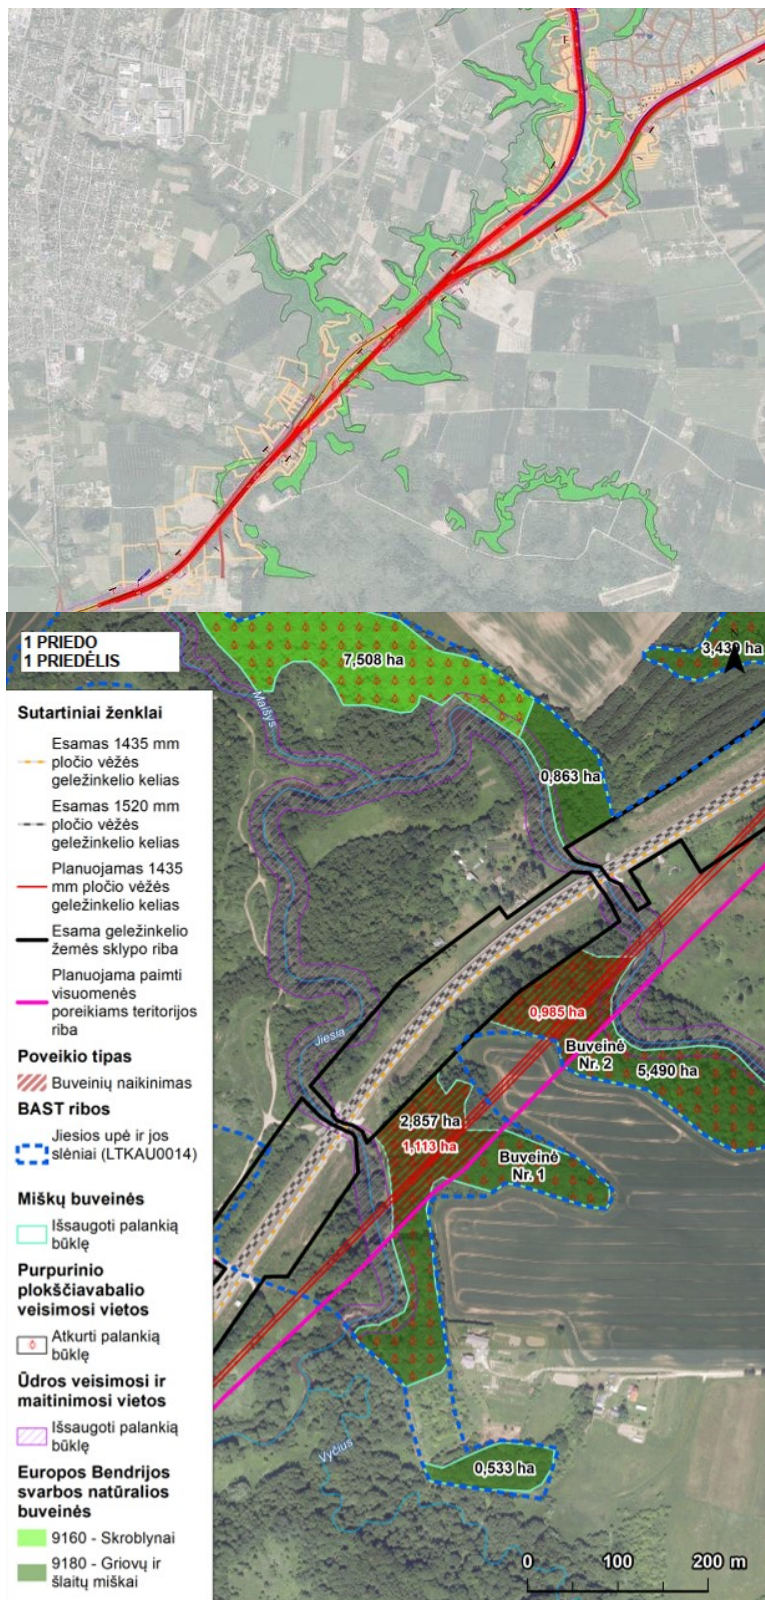 1 PRIEDO
1 PRIEDĖLIS
Sutartiniai ženklai
Esamas 1435 mm
pločio vėžės
geležinkelio kelias
Esamas 1520 mm
pločio vėžės
geležinkelio kelias
Planuojamas 1435
mm pločio vėžės
geležinkelio kelias
Esama geležinkelio
žemės sklypo riba
Planuojama paimti
visuomenės
poreikiams teritorijos
riba
Poveikio tipas
Buveinių naikinimas
BAST ribos
Jiesios upė ir jos
slėniai (LTKAU0014)
Miškų buveinės
Išsaugoti palankią
būklę
Purpurinio
plokščiavabalio
veisimosi vietos
Atkurti palankią
būklę
Ūdros veisimosi ir
maitinimosi vietos
Išsaugoti palankią
būklę
Europos Bendrijos
svarbos natūralios
buveinės
9160 - Skroblynai
9180 - Griovų ir
šlaitų miškai
7,508 ha
3,439 ha
N
Maišys
0,863 ha
0,985 ha
Jiesia
Buveinė
Nr. 2
5,490 ha
2,857 ha
1,113 ha
Buveinė
Nr. 1
Vyčius
0,533 ha
0 100 200 m